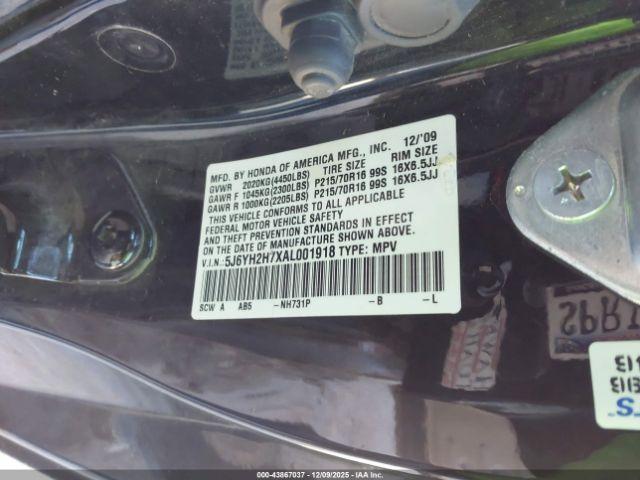 MFD. BY HONDA OF AMERICA MFG., INC. 12/'09
GVWR 2020KG(4450LBS) TIRE SIZE RIM SIZE
GAWR F 1045KG(2300LBS) P215/70R16 99S 16X6.5JJ
GAWR R 1000KG(2205LBS) P215/70R16 99S 16X6.5JJ
THIS VEHICLE CONFORMS TO ALL APPLICABLE
FEDERAL MOTOR VEHICLE SAFETY
AND THEFT PREVENTION STANDARDS IN EFFECT
ON THE DATE OF MANUFACTURE SHOWN ABOVE.
V.I.N.: 5J6YH2H7XAL001918 TYPE: MPV
SCW A AB5 -NH731P -B -L
000-43867037 - 12/09/2025 - IAAI.COM